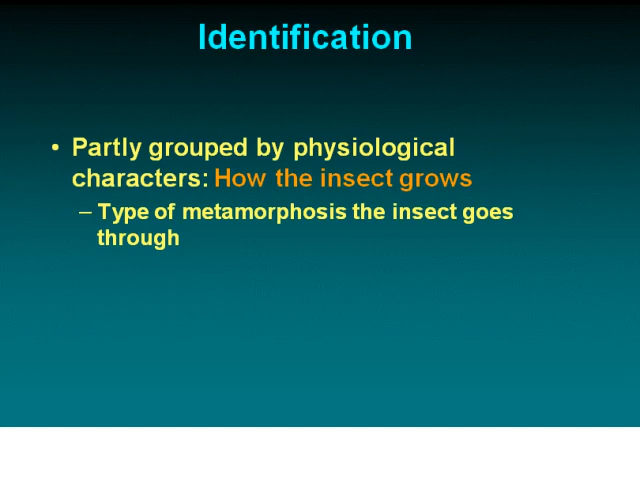 Identification
• Partly grouped by physiological
characters: How the insect grows
– Type of metamorphosis the insect goes
through